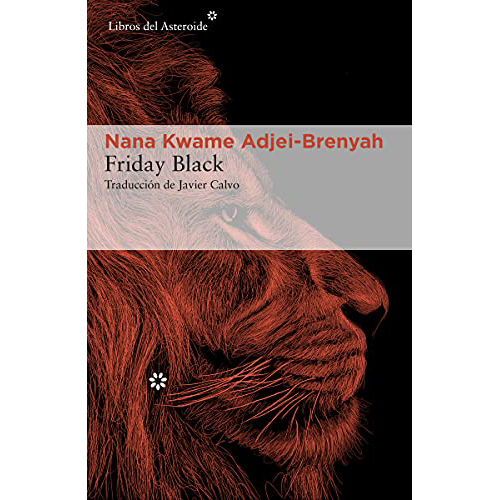 Libros del Asteroide
Nana Kwame Adjei-Brenyah
Friday Black
Traducción de Javier Calvo